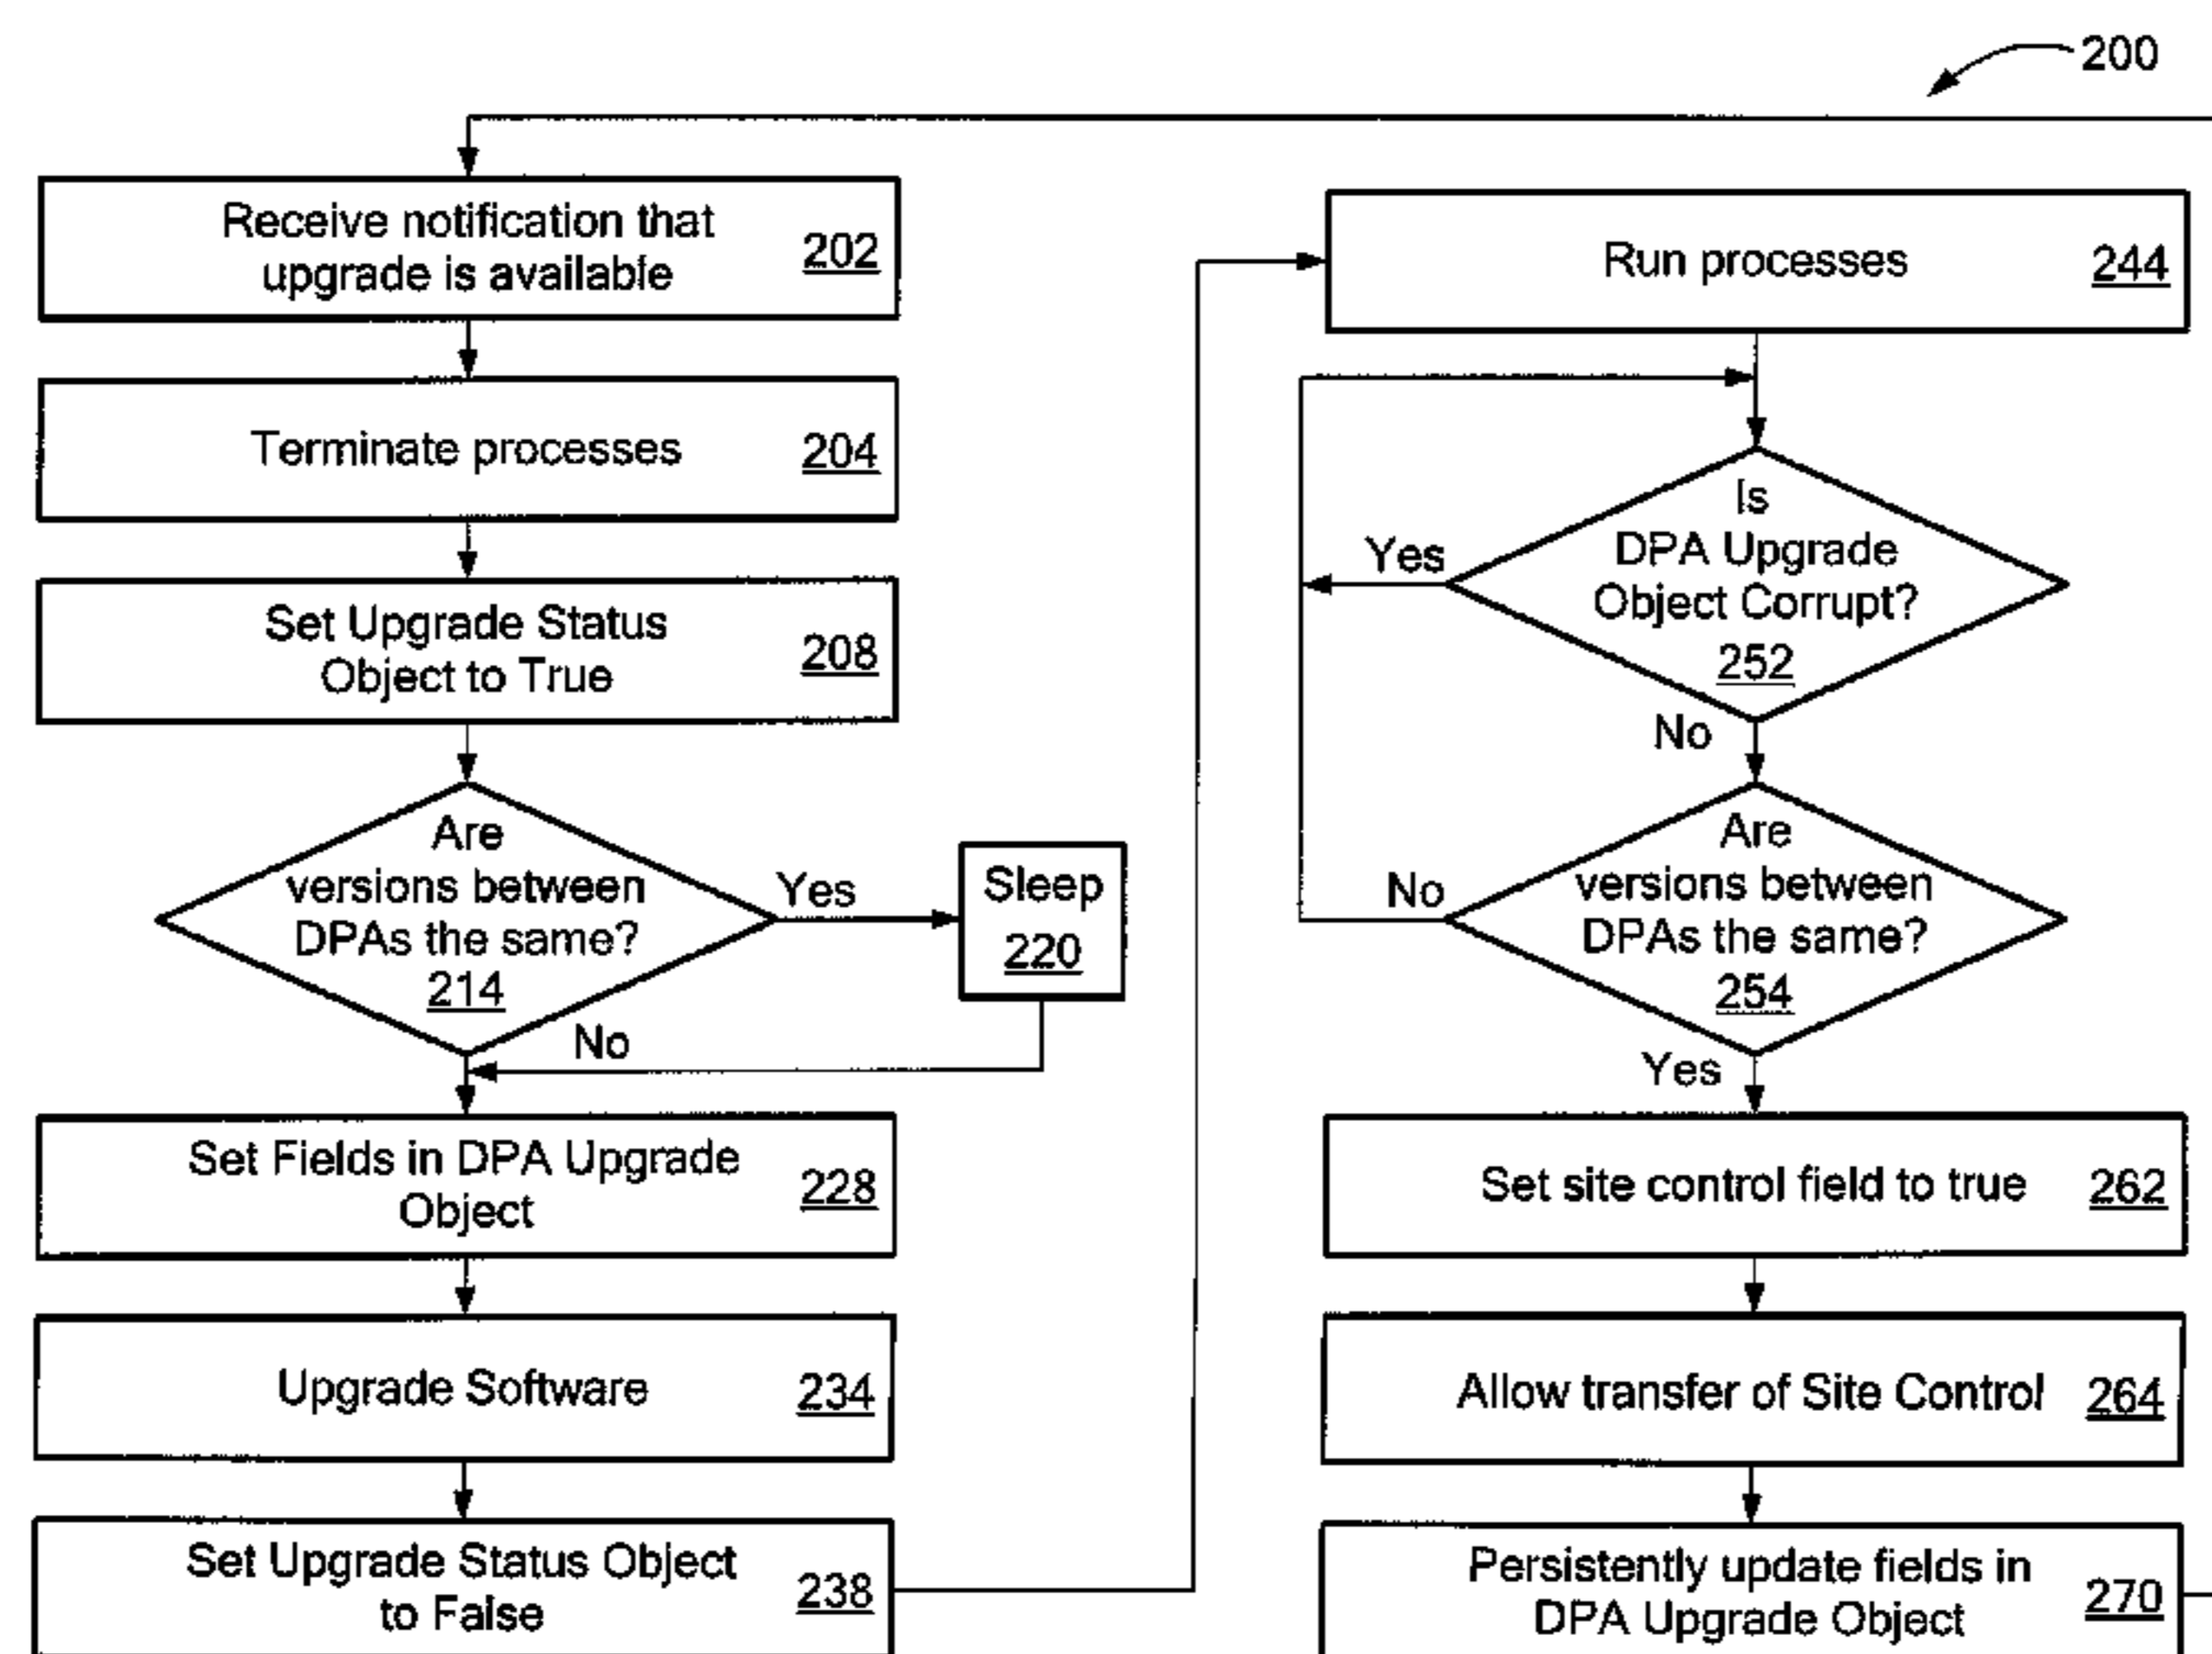 200
Receive notification that
upgrade is available
202
Terminate processes
204
Set Upgrade Status
Object to True
208
Are
versions between
DPAs the same?
214
Yes
Sleep
220
No
Set Fields in DPA Upgrade
Object
228
Upgrade Software
234
Set Upgrade Status Object
to False
238
Run processes
244
Is
DPA Upgrade
Object Corrupt?
252
Yes
No
Are
versions between
DPAs the same?
254
No
Yes
Set site control field to true
262
Allow transfer of Site Control
264
Persistently update fields in
DPA Upgrade Object
270